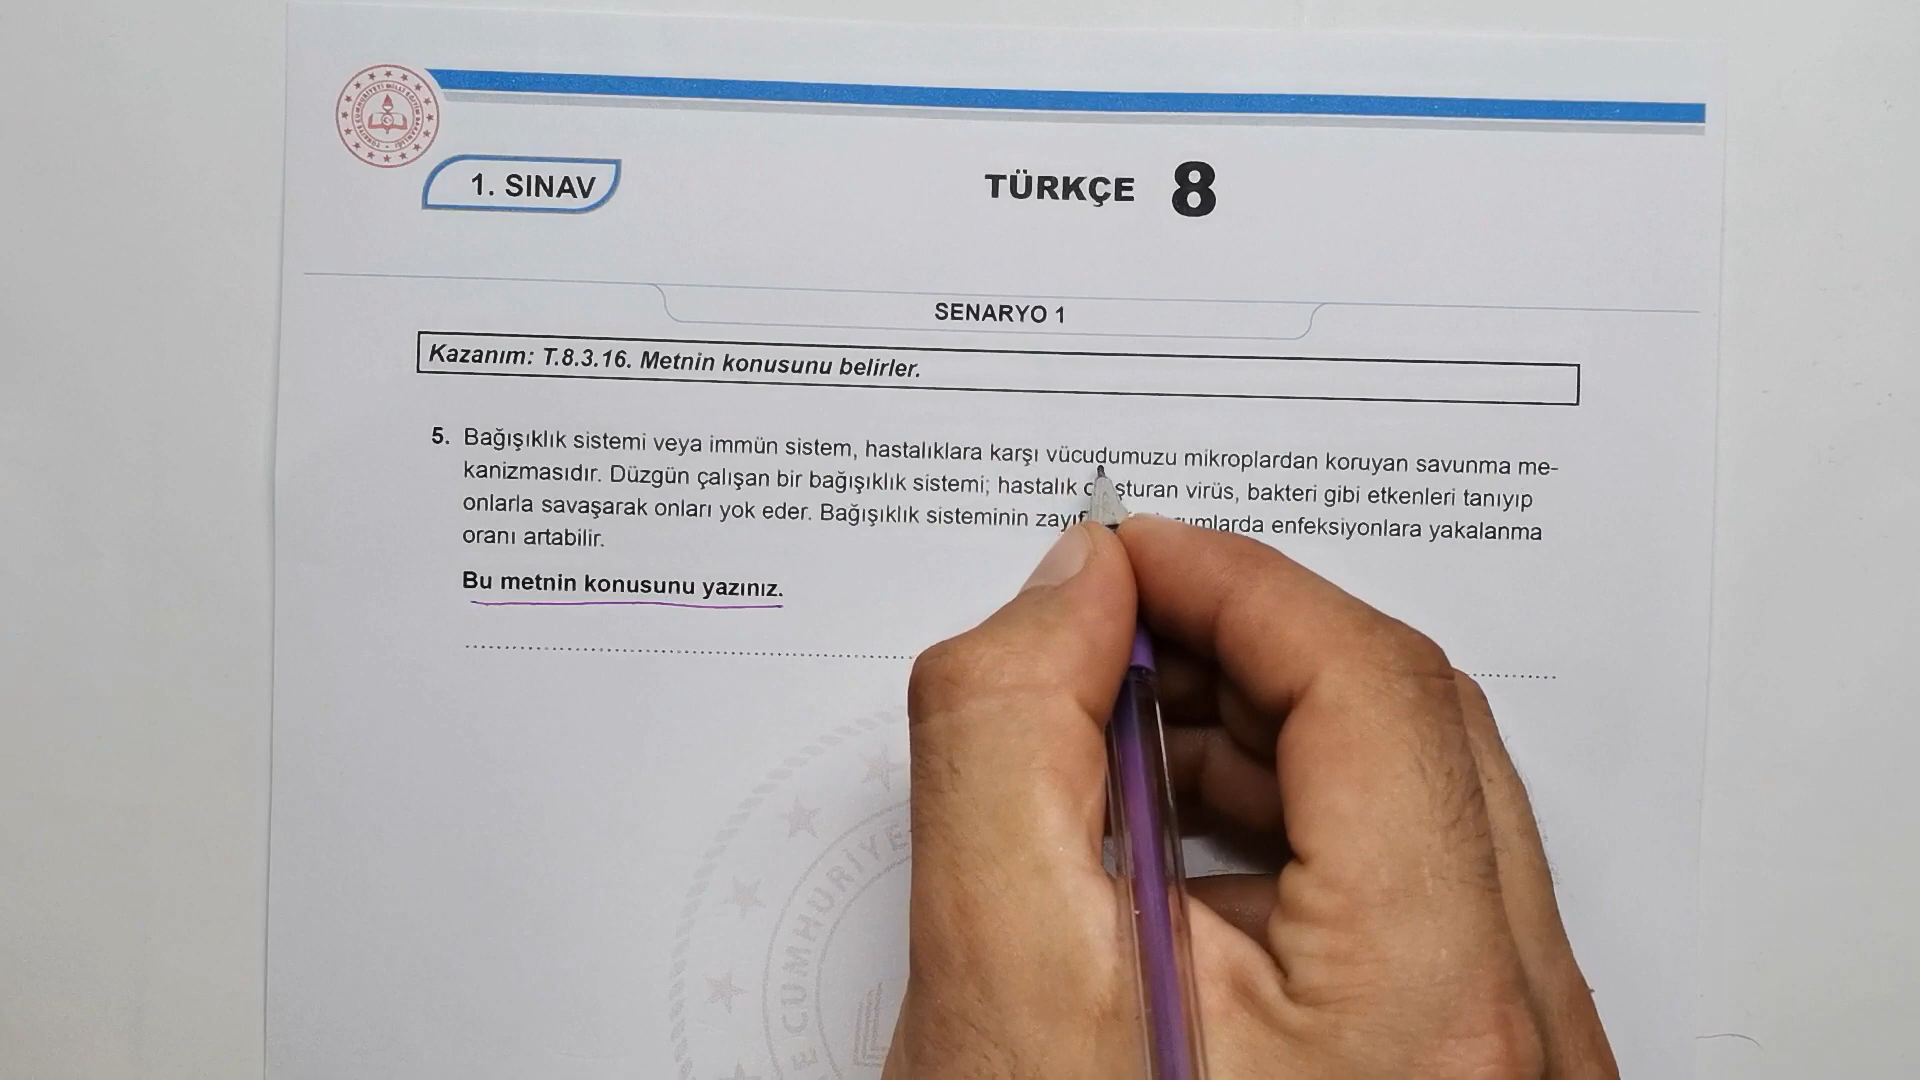 1. SINAV
TÜRKÇE 8
SENARYO 1
Kazanım: T.8.3.16. Metnin konusunu belirler.
5. Bağışıklık sistemi veya immün sistem, hastalıklara karşı vücudumuzu mikroplardan koruyan savunma me-
kanizmasıdır. Düzgün çalışan bir bağışıklık sistemi; hastalık virüs, bakteri gibi etkenleri tanıyıp
onlarla savaşarak onları yok eder. Bağışıklık sisteminin enfeksiyonlara yakalanma
oranı artabilir.
Bu metnin konusunu yazınız.
CUMHURİYE